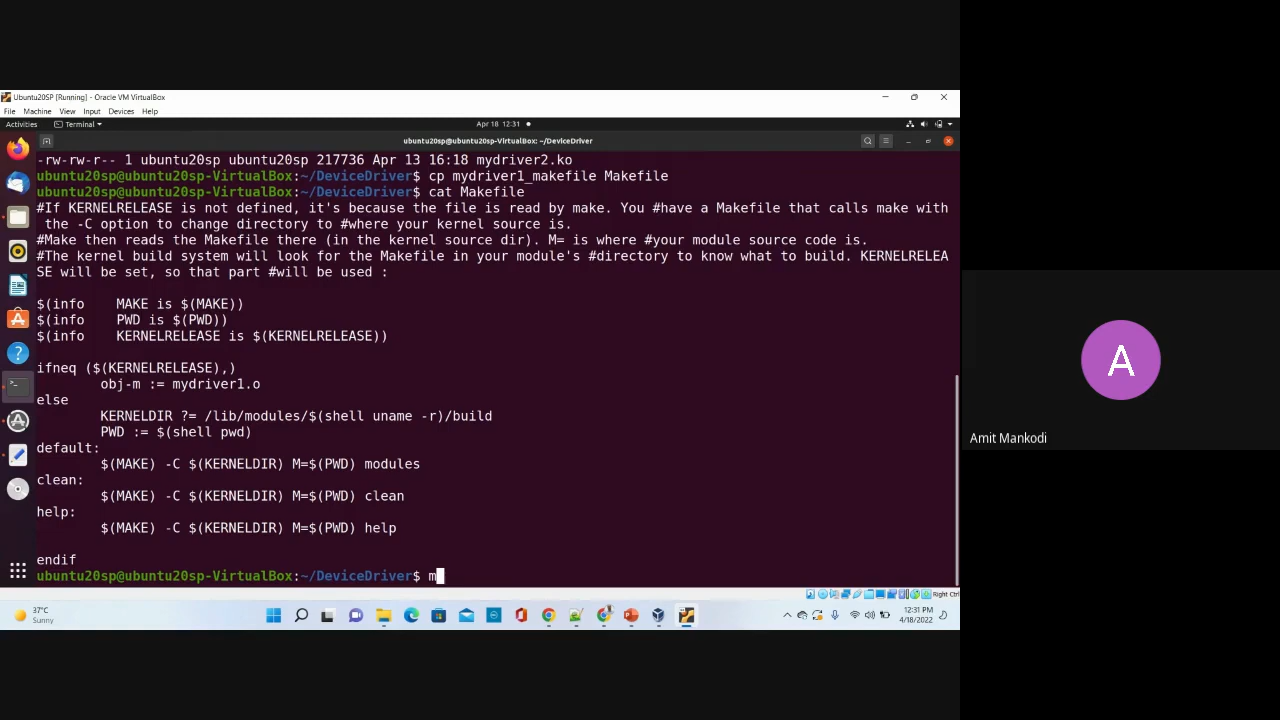 Ubuntu20SP [Running] - Oracle VM VirtualBox
File Machine View Input Devices Help
Activities Terminal Apr 18 12:31
ubuntu20sp@ubuntu20sp-VirtualBox: ~/DeviceDriver
-rw-rw-r-- 1 ubuntu20sp ubuntu20sp 217736 Apr 13 16:18 mydriver2.ko
ubuntu20sp@ubuntu20sp-VirtualBox:~/DeviceDriver$ cp mydriver1_makefile Makefile
ubuntu20sp@ubuntu20sp-VirtualBox:~/DeviceDriver$ cat Makefile
#If KERNELRELEASE is not defined, it's because the file is read by make. You #have a Makefile that calls make with
 the -C option to change directory to #where your kernel source is.
#Make then reads the Makefile there (in the kernel source dir). M= is where #your module source code is.
#The kernel build system will look for the Makefile in your module's #directory to know what to build. KERNELRELEA
SE will be set, so that part #will be used :
$(info    MAKE is $(MAKE))
$(info    PWD is $(PWD))
$(info    KERNELRELEASE is $(KERNELRELEASE))
ifneq ($(KERNELRELEASE),)
        obj-m := mydriver1.o
else
        KERNELDIR ?= /lib/modules/$(shell uname -r)/build
        PWD := $(shell pwd)
default:
        $(MAKE) -C $(KERNELDIR) M=$(PWD) modules
clean:
        $(MAKE) -C $(KERNELDIR) M=$(PWD) clean
help:
        $(MAKE) -C $(KERNELDIR) M=$(PWD) help
endif
ubuntu20sp@ubuntu20sp-VirtualBox:~/DeviceDriver$ m
Right Ctrl
37°C
Sunny
12:31 PM
4/18/2022
A
Amit Mankodi